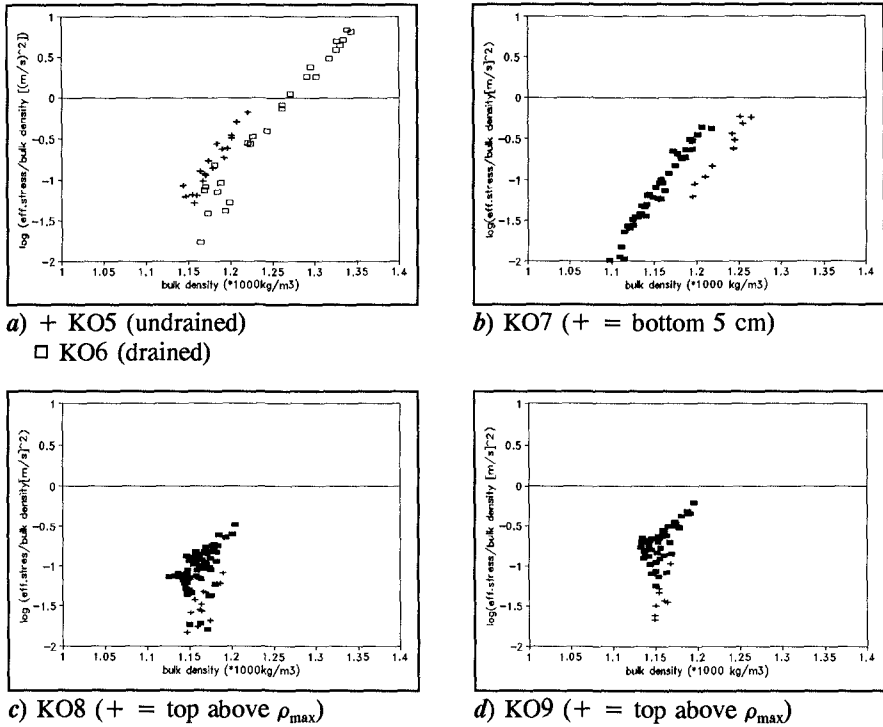 log (eff.stress/bulk density [(m/s)^2])
1
0.5
0
-0.5
-1
-1.5
-2
1 1.05 1.1 1.15 1.2 1.25 1.3 1.35 1.4
bulk density (*1000kg/m3)
a) + KO5 (undrained)
□ KO6 (drained)
log(eff.stress/bulk density[m/s]^2)
1
0.5
0
-0.5
-1
-1.5
-2
1 1.05 1.1 1.15 1.2 1.25 1.3 1.35 1.4
bulk density (*1000 kg/m3)
b) KO7 (+ = bottom 5 cm)
log (eff.stres/bulk density[m/s]^2)
1
0.5
0
-0.5
-1
-1.5
-2
1 1.05 1.1 1.15 1.2 1.25 1.3 1.35 1.4
bulk density (*1000kg/m3)
c) KO8 (+ = top above ρmax)
log(eff.stress/bulk density [m/s]^2)
1
0.5
0
-0.5
-1
-1.5
-2
1 1.05 1.1 1.15 1.2 1.25 1.3 1.35 1.4
bulk density (*1000 kg/m3)
d) KO9 (+ = top above ρmax)